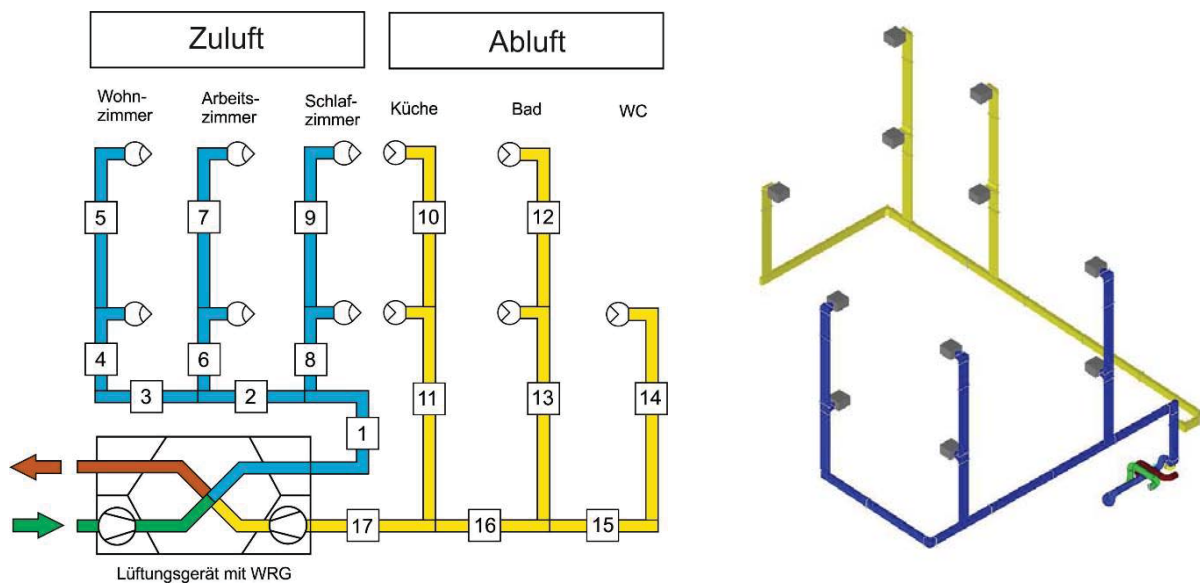 Zuluft
Abluft
Wohn-
zimmer
Arbeits-
zimmer
Schlaf-
zimmer
Küche
Bad
WC
5
7
9
10
12
4
6
8
3
2
11
13
14
1
17
16
15
Lüftungsgerät mit WRG